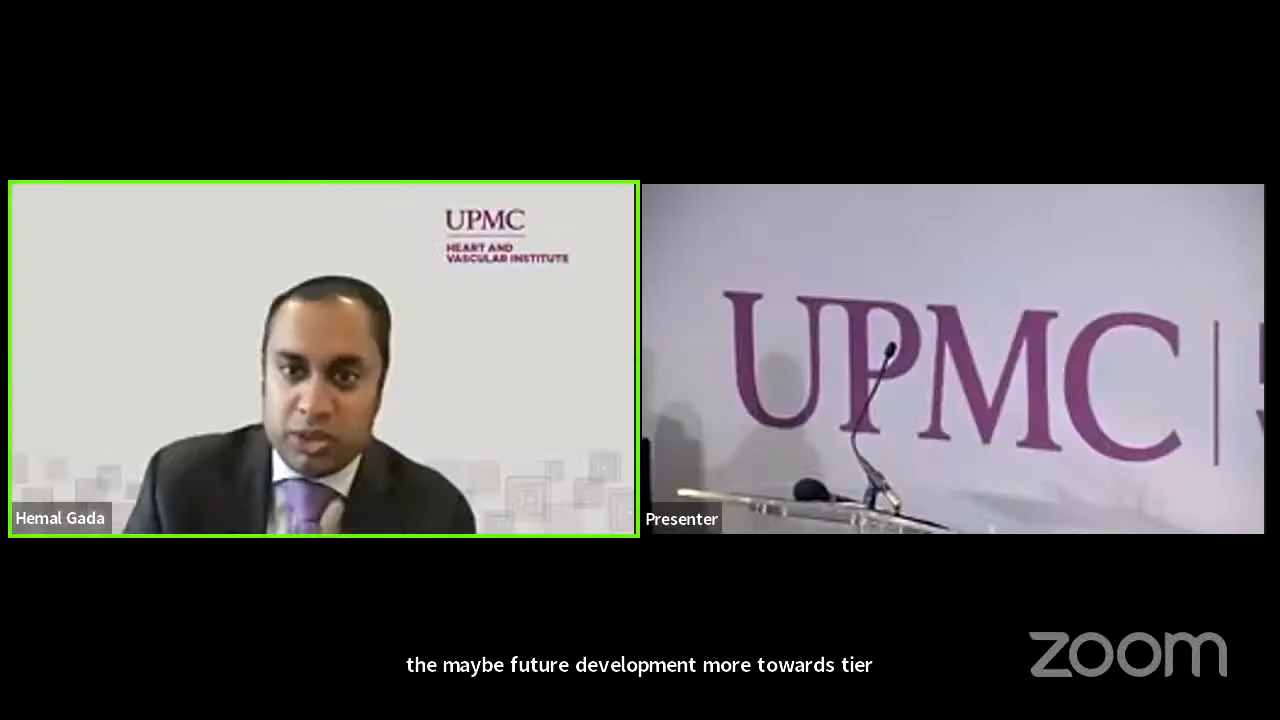 UPMC
HEART AND
VASCULAR INSTITUTE
Hemal Gada
UPMC
Presenter
the maybe future development more towards tier
zoom